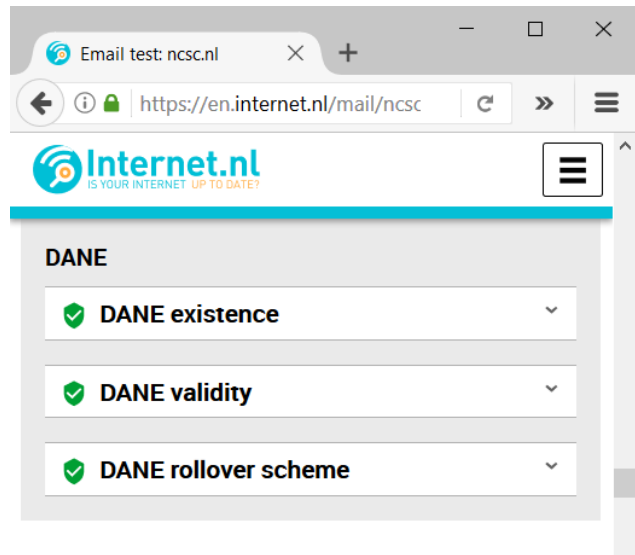 Email test: ncsc.nl
https://en.internet.nl/mail/ncsc
Internet.nl
IS YOUR INTERNET UP TO DATE?
DANE
DANE existence
DANE validity
DANE rollover scheme